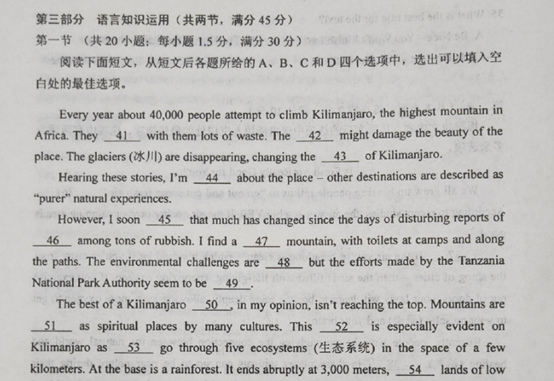 第三部分 语言知识运用（共两节，满分 45 分）
第一节 （共 20 小题；每小题 1.5 分，满分 30 分）
阅读下面短文，从短文后各题所给的 A、B、C 和 D 四个选项中，选出可以填入空
白处的最佳选项。
Every year about 40,000 people attempt to climb Kilimanjaro, the highest mountain in
Africa. They __41__ with them lots of waste. The __42__ might damage the beauty of the
place. The glaciers (冰川) are disappearing, changing the __43__ of Kilimanjaro.
Hearing these stories, I'm __44__ about the place – other destinations are described as
“purer” natural experiences.
However, I soon __45__ that much has changed since the days of disturbing reports of
__46__ among tons of rubbish. I find a __47__ mountain, with toilets at camps and along
the paths. The environmental challenges are __48__ but the efforts made by the Tanzania
National Park Authority seem to be __49__.
The best of a Kilimanjaro __50__, in my opinion, isn't reaching the top. Mountains are
__51__ as spiritual places by many cultures. This __52__ is especially evident on
Kilimanjaro as __53__ go through five ecosystems (生态系统) in the space of a few
kilometers. At the base is a rainforest. It ends abruptly at 3,000 meters, __54__ lands of low